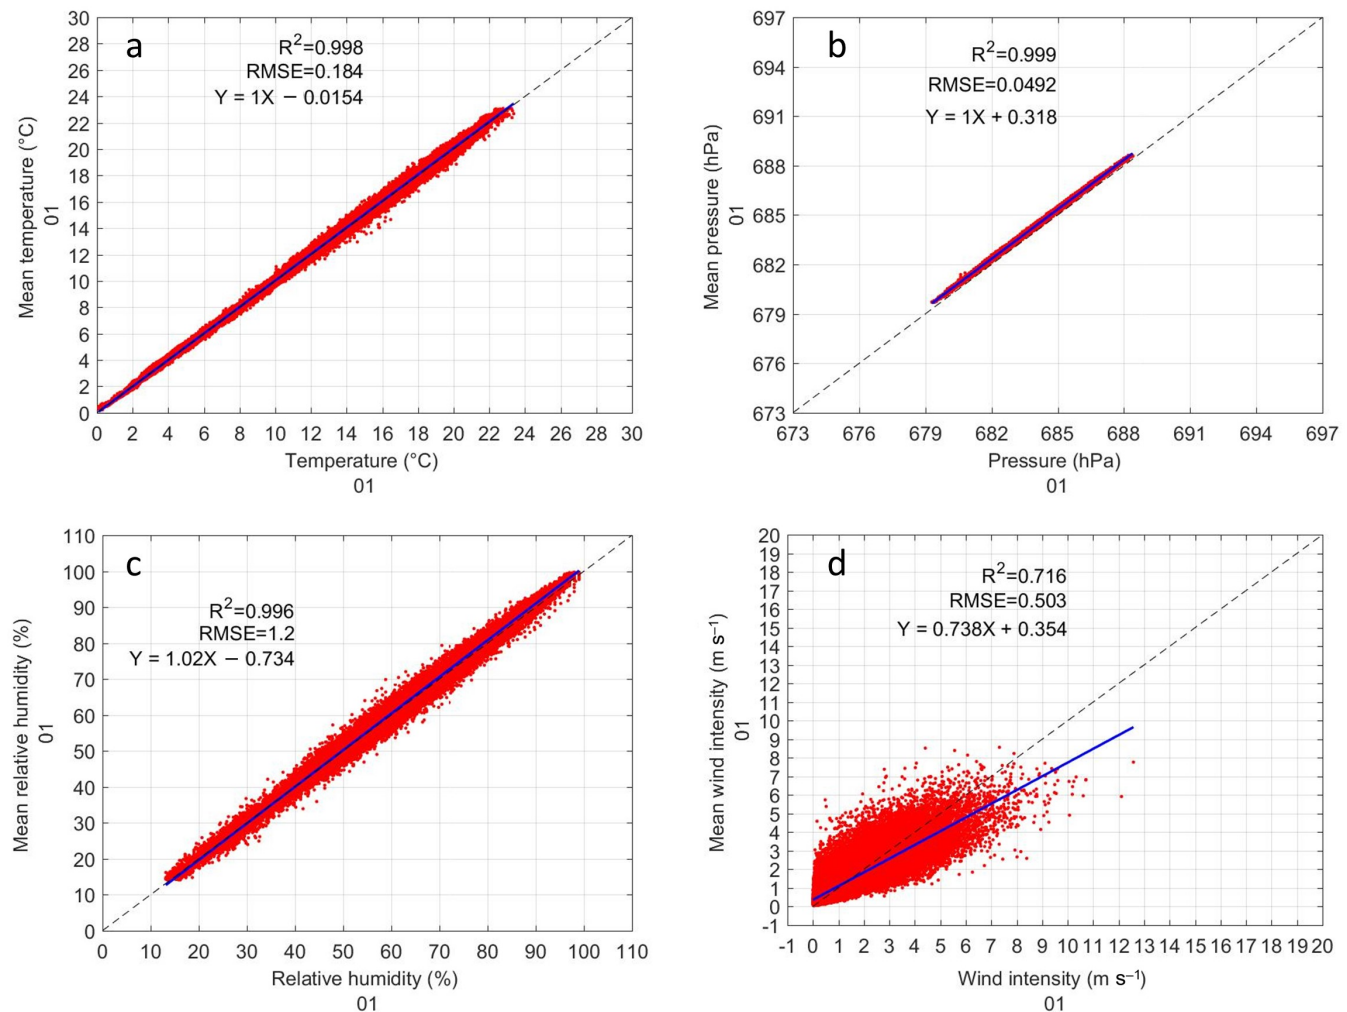 a
R²=0.998
RMSE=0.184
Y = 1X − 0.0154
30
28
26
24
22
20
18
16
14
12
10
8
6
4
2
0
Mean temperature (°C)
01
0 2 4 6 8 10 12 14 16 18 20 22 24 26 28 30
Temperature (°C)
01
b
R²=0.999
RMSE=0.0492
Y = 1X + 0.318
697
694
691
688
685
682
679
676
673
Mean pressure (hPa)
01
673 676 679 682 685 688 691 694 697
Pressure (hPa)
01
c
R²=0.996
RMSE=1.2
Y = 1.02X − 0.734
110
100
90
80
70
60
50
40
30
20
10
0
Mean relative humidity (%)
01
0 10 20 30 40 50 60 70 80 90 100 110
Relative humidity (%)
01
d
R²=0.716
RMSE=0.503
Y = 0.738X + 0.354
20
19
18
17
16
15
14
13
12
11
10
9
8
7
6
5
4
3
2
1
0
-1
Mean wind intensity (m s⁻¹)
01
-1 0 1 2 3 4 5 6 7 8 9 10 11 12 13 14 15 16 17 18 19 20
Wind intensity (m s⁻¹)
01